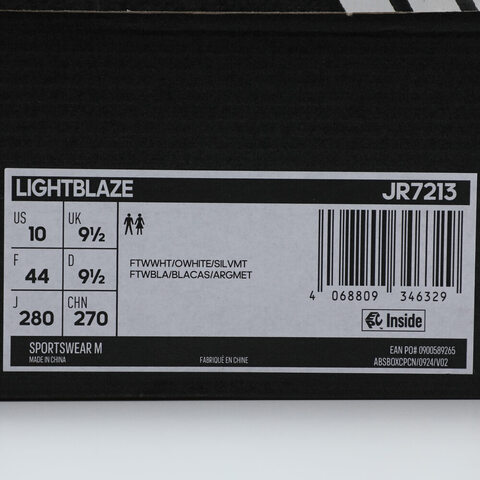 LIGHTBLAZE JR7213
US 10 UK 9½
F 44 D 9½
J 280 CHN 270
FTWWHT/OWHITE/SILVMT
FTWBLA/BLACAS/ARGMET
4 068809 346329
Inside
SPORTSWEAR M
MADE IN CHINA
FABRIQUÉ EN CHINE
EAN PO# 0900589265
ABSBOXCPCN/0924/V02